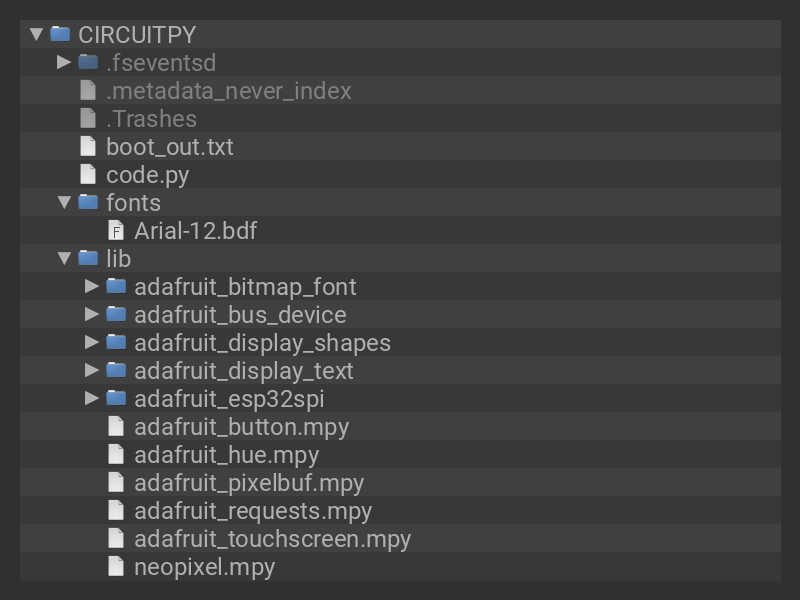 CIRCUITPY
.fseventsd
.metadata_never_index
.Trashes
boot_out.txt
code.py
fonts
F Arial-12.bdf
lib
adafruit_bitmap_font
adafruit_bus_device
adafruit_display_shapes
adafruit_display_text
adafruit_esp32spi
adafruit_button.mpy
adafruit_hue.mpy
adafruit_pixelbuf.mpy
adafruit_requests.mpy
adafruit_touchscreen.mpy
neopixel.mpy